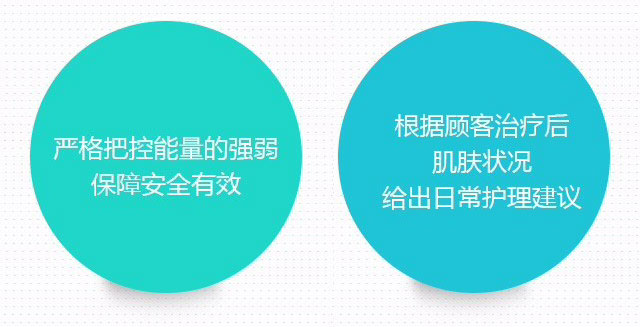 严格把控能量的强弱
保障安全有效
根据顾客治疗后
肌肤状况
给出日常护理建议